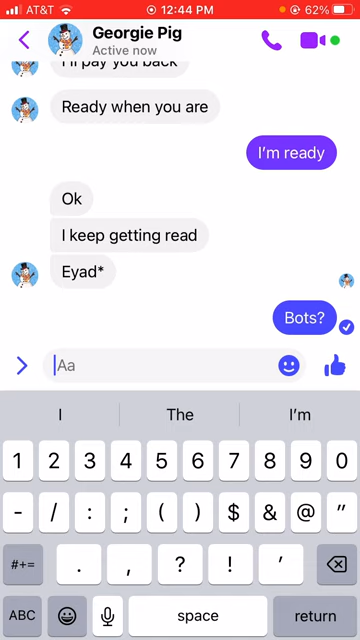 AT&T 12:44 PM 62%
Georgie Pig
Active now
I'll pay you back
Ready when you are
I'm ready
Ok
I keep getting read
Eyad*
Bots?
Aa
I The I'm
1 2 3 4 5 6 7 8 9 0
- / : ; ( ) $ & @ "
#+= . , ? ! '
ABC space return